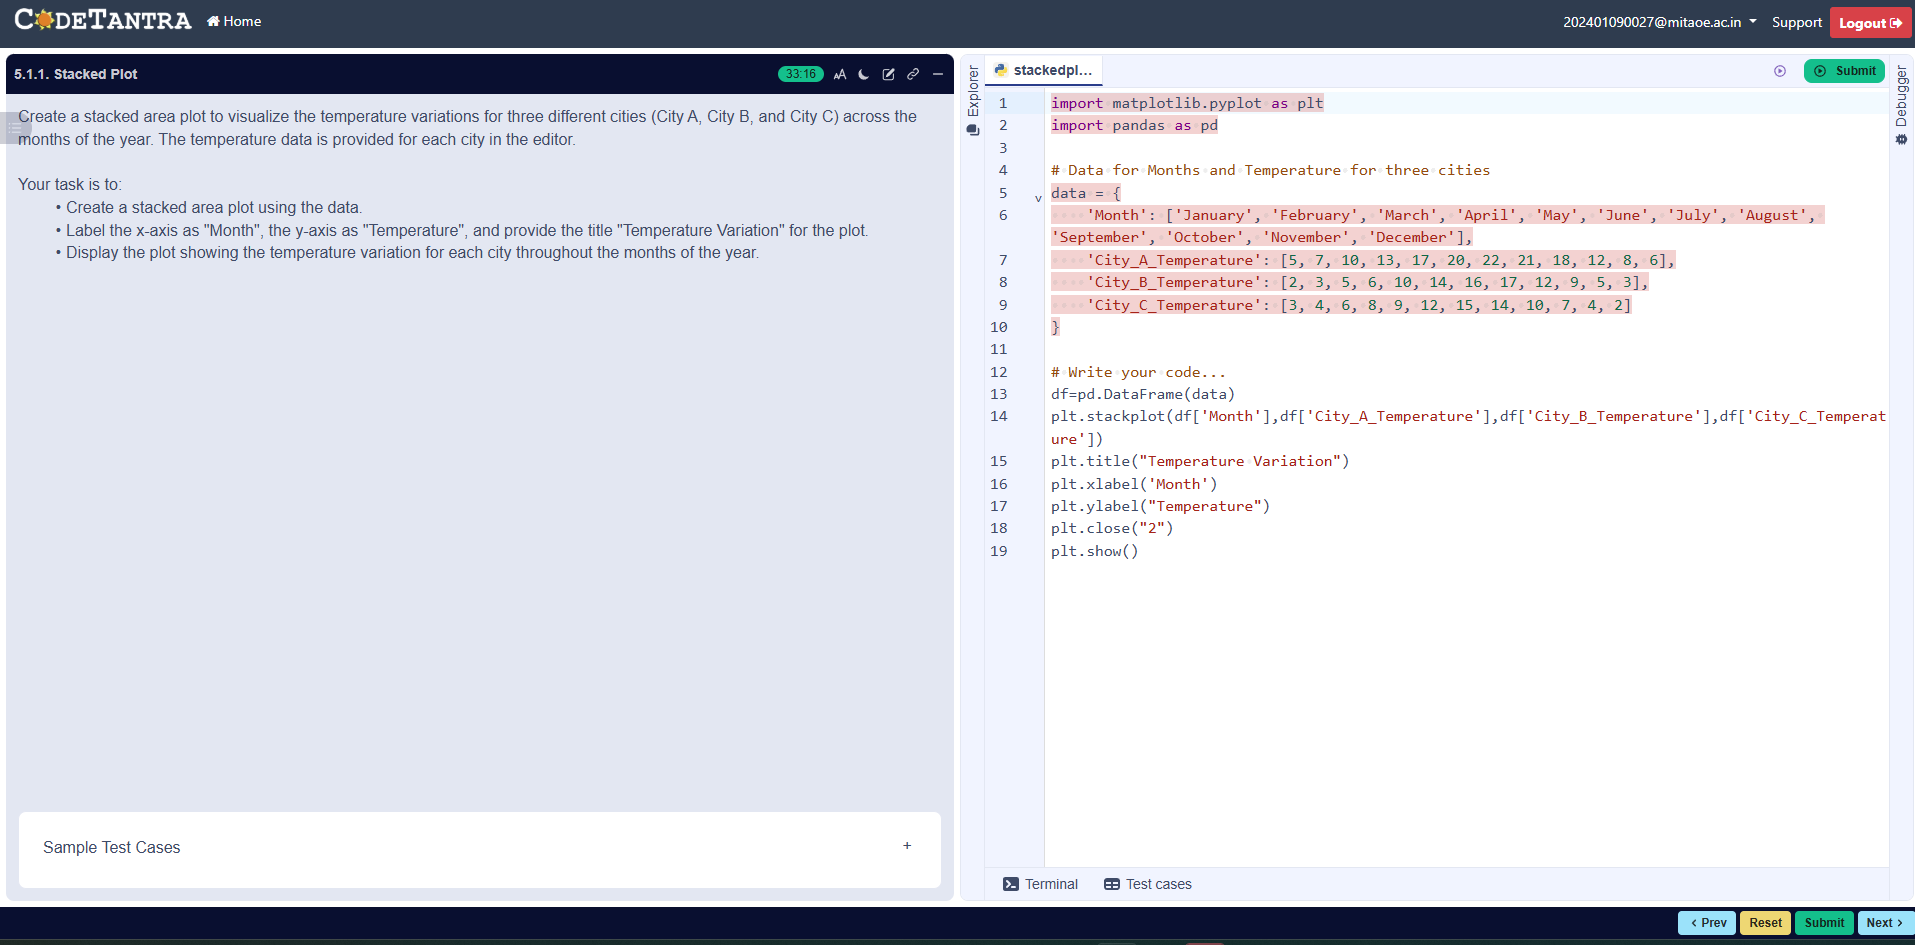 CODETANTRA Home 202401090027@mitaoe.ac.in Support Logout
5.1.1. Stacked Plot 33:16
Create a stacked area plot to visualize the temperature variations for three different cities (City A, City B, and City C) across the
months of the year. The temperature data is provided for each city in the editor.
Your task is to:
• Create a stacked area plot using the data.
• Label the x-axis as "Month", the y-axis as "Temperature", and provide the title "Temperature Variation" for the plot.
• Display the plot showing the temperature variation for each city throughout the months of the year.
Sample Test Cases +
Explorer
stackedpl...
Submit
Debugger
1 import matplotlib.pyplot as plt
2 import pandas as pd
3
4 # Data for Months and Temperature for three cities
5 data = {
6 'Month': ['January', 'February', 'March', 'April', 'May', 'June', 'July', 'August',
'September', 'October', 'November', 'December'],
7 'City_A_Temperature': [5, 7, 10, 13, 17, 20, 22, 21, 18, 12, 8, 6],
8 'City_B_Temperature': [2, 3, 5, 6, 10, 14, 16, 17, 12, 9, 5, 3],
9 'City_C_Temperature': [3, 4, 6, 8, 9, 12, 15, 14, 10, 7, 4, 2]
10 }
11
12 # Write your code...
13 df=pd.DataFrame(data)
14 plt.stackplot(df['Month'],df['City_A_Temperature'],df['City_B_Temperature'],df['City_C_Temperat
ure'])
15 plt.title("Temperature Variation")
16 plt.xlabel('Month')
17 plt.ylabel("Temperature")
18 plt.close("2")
19 plt.show()
Terminal Test cases
< Prev Reset Submit Next >